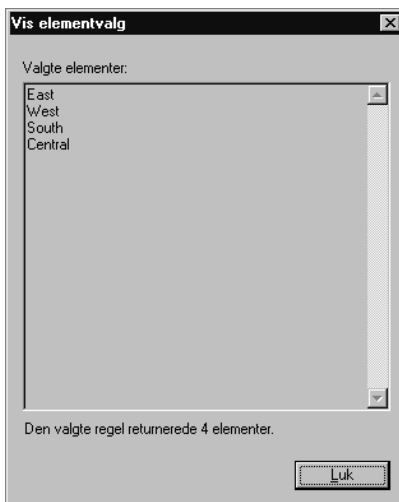 Vis elementvalg
Valgte elementer:
East
West
South
Central
Den valgte regel returnerede 4 elementer.
Luk